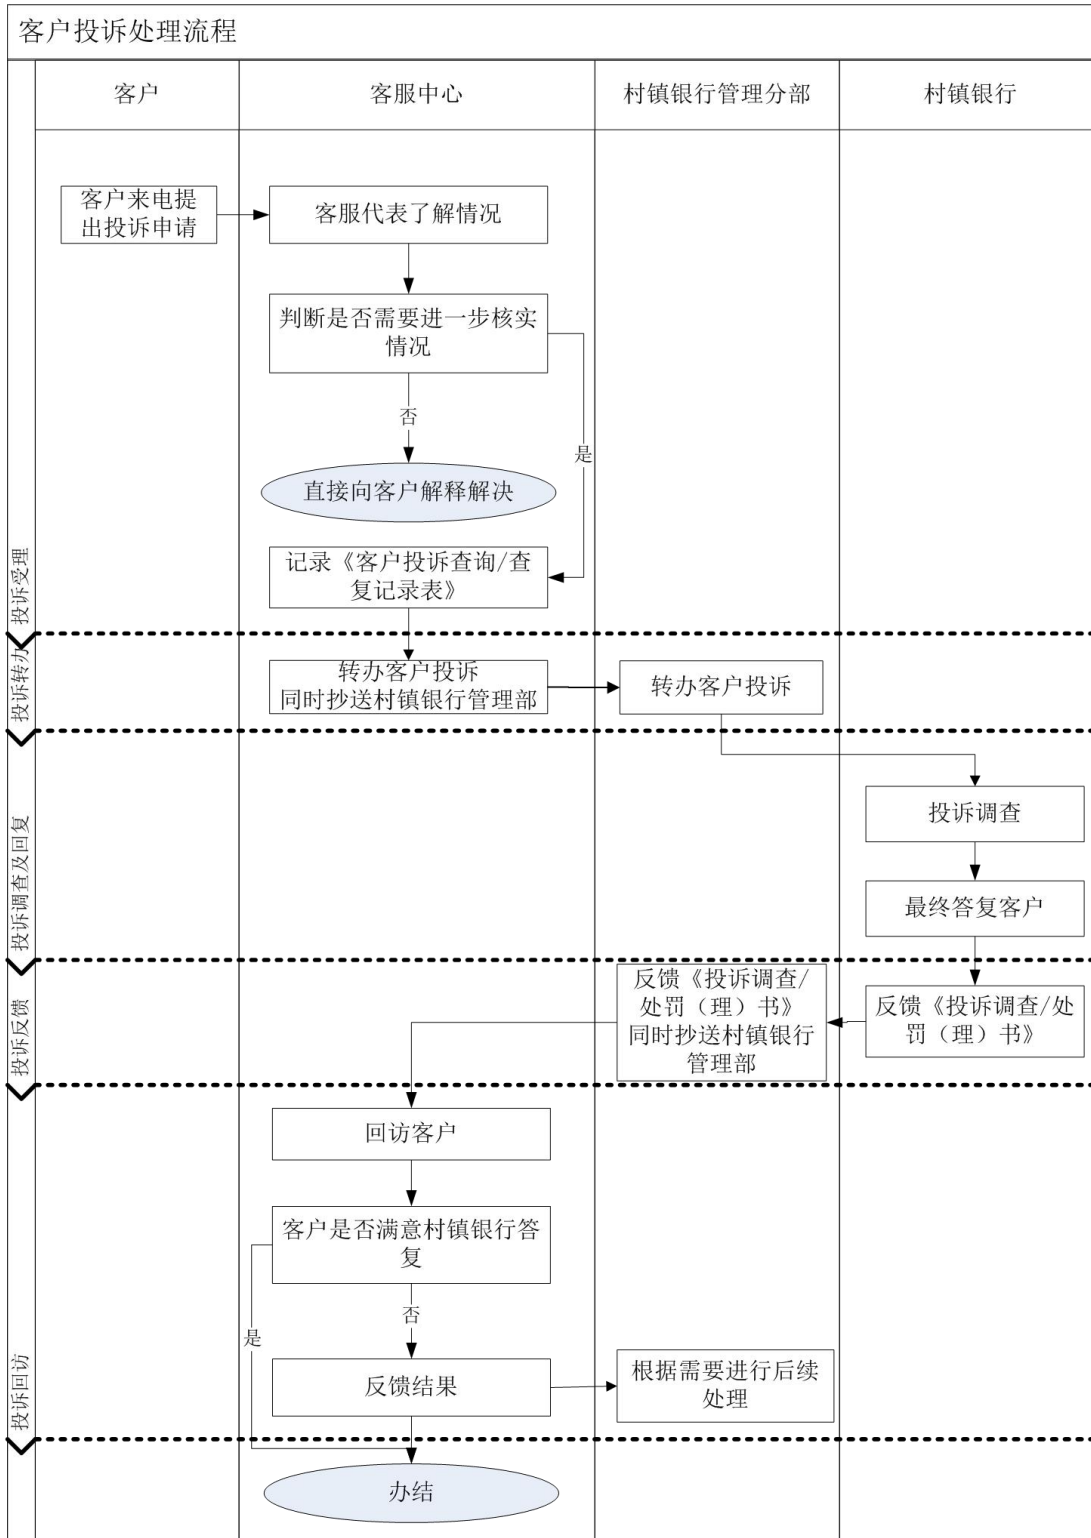 客户投诉处理流程
客户
客服中心
村镇银行管理分部
村镇银行
客户来电提
出投诉申请
客服代表了解情况
判断是否需要进一步核实
情况
否
是
直接向客户解释解决
记录《客户投诉查询/查
复记录表》
投诉受理
转办客户投诉
同时抄送村镇银行管理部
转办客户投诉
投诉转办
投诉调查
最终答复客户
投诉调查及回复
反馈《投诉调查/处
罚（理）书》
反馈《投诉调查/
处罚（理）书》
同时抄送村镇银行
管理部
投诉反馈
回访客户
客户是否满意村镇银行答
复
否
是
反馈结果
根据需要进行后续
处理
投诉回访
办结